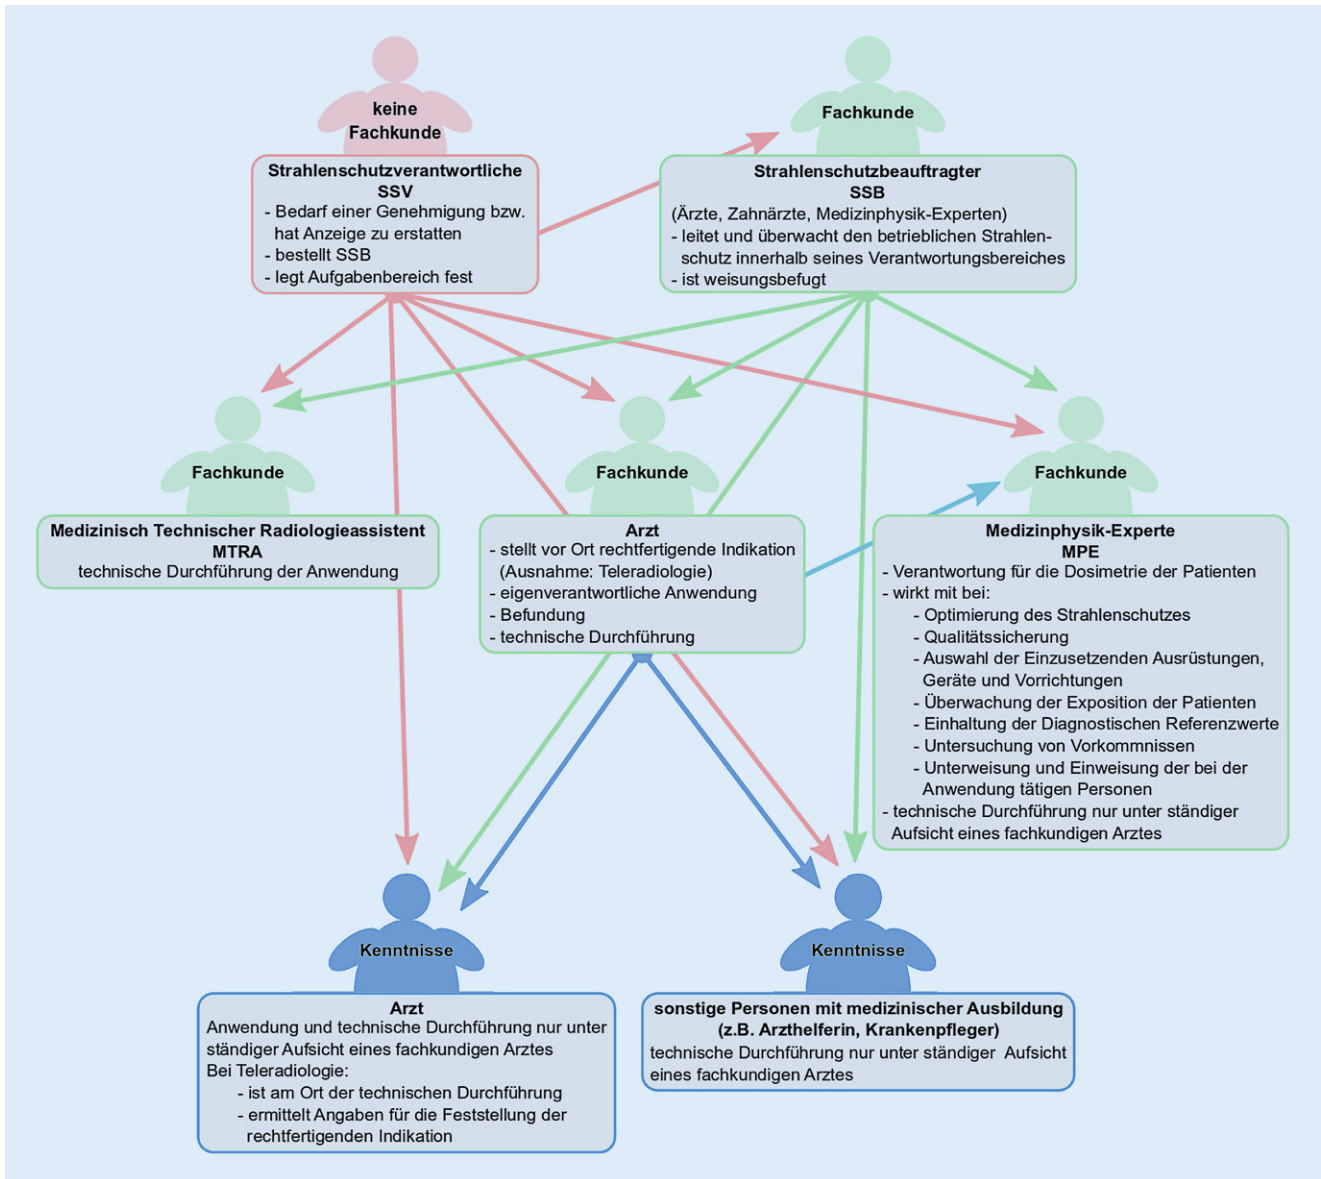 keine
Fachkunde
Strahlenschutzverantwortliche
SSV
- Bedarf einer Genehmigung bzw.
hat Anzeige zu erstatten
- bestellt SSB
- legt Aufgabenbereich fest
Fachkunde
Strahlenschutzbeauftragter
SSB
(Ärzte, Zahnärzte, Medizinphysik-Experten)
- leitet und überwacht den betrieblichen Strahlen-
schutz innerhalb seines Verantwortungsbereiches
- ist weisungsbefugt
Fachkunde
Medizinisch Technischer Radiologieassistent
MTRA
technische Durchführung der Anwendung
Fachkunde
Arzt
- stellt vor Ort rechtfertigende Indikation
(Ausnahme: Teleradiologie)
- eigenverantwortliche Anwendung
- Befundung
- technische Durchführung
Fachkunde
Medizinphysik-Experte
MPE
- Verantwortung für die Dosimetrie der Patienten
- wirkt mit bei:
- Optimierung des Strahlenschutzes
- Qualitätssicherung
- Auswahl der Einzusetzenden Ausrüstungen,
Geräte und Vorrichtungen
- Überwachung der Exposition der Patienten
- Einhaltung der Diagnostischen Referenzwerte
- Untersuchung von Vorkommnissen
- Unterweisung und Einweisung der bei der
Anwendung tätigen Personen
- technische Durchführung nur unter ständiger
Aufsicht eines fachkundigen Arztes
Kenntnisse
Arzt
Anwendung und technische Durchführung nur unter
ständiger Aufsicht eines fachkundigen Arztes
Bei Teleradiologie:
- ist am Ort der technischen Durchführung
- ermittelt Angaben für die Feststellung der
rechtfertigenden Indikation
Kenntnisse
sonstige Personen mit medizinischer Ausbildung
(z.B. Arzthelferin, Krankenpfleger)
technische Durchführung nur unter ständiger Aufsicht
eines fachkundigen Arztes